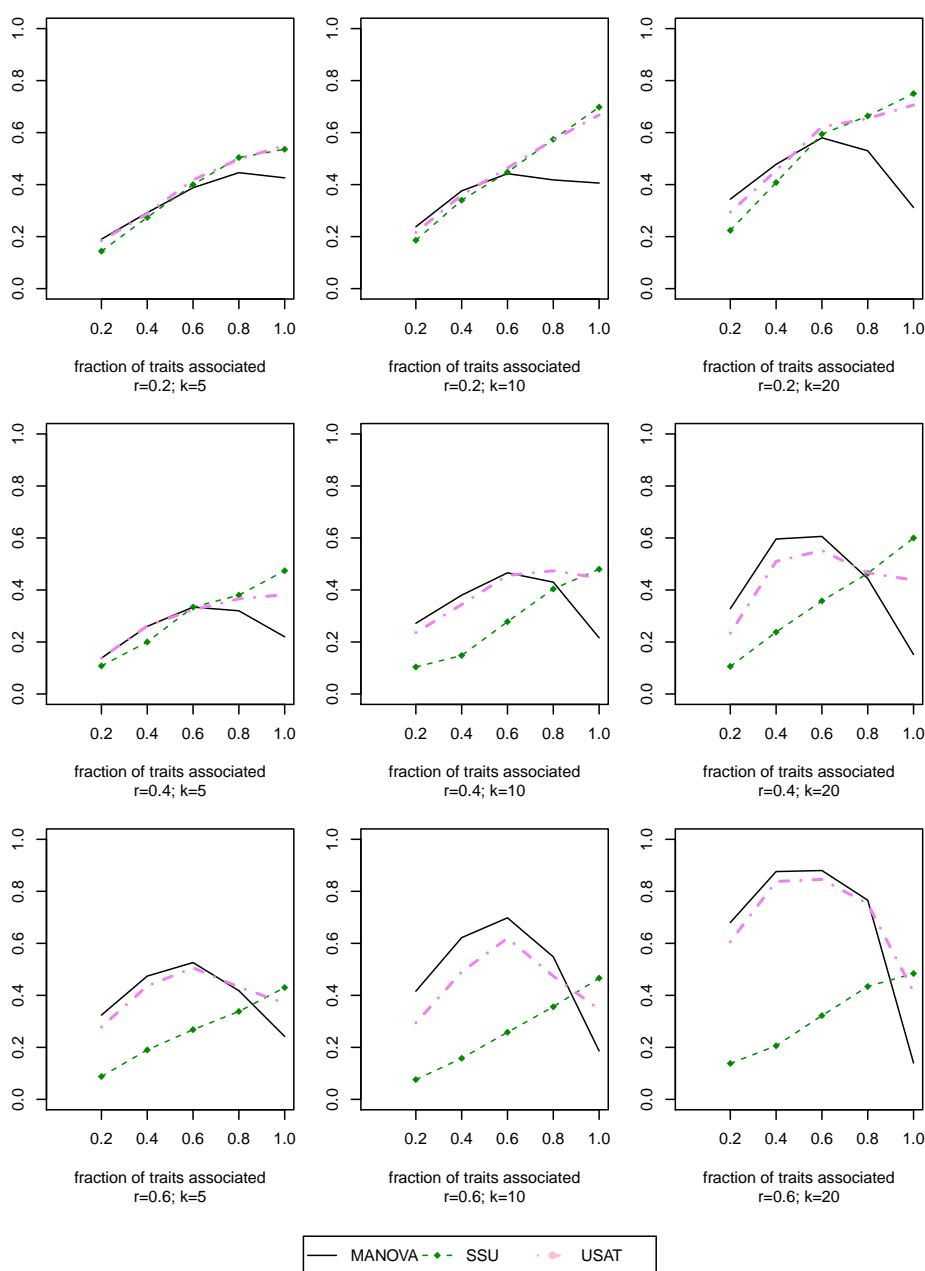 0.0 0.2 0.4 0.6 0.8 1.0
0.2 0.4 0.6 0.8 1.0
fraction of traits associated
r=0.2; k=5
0.0 0.2 0.4 0.6 0.8 1.0
0.2 0.4 0.6 0.8 1.0
fraction of traits associated
r=0.2; k=10
0.0 0.2 0.4 0.6 0.8 1.0
0.2 0.4 0.6 0.8 1.0
fraction of traits associated
r=0.2; k=20
0.0 0.2 0.4 0.6 0.8 1.0
0.2 0.4 0.6 0.8 1.0
fraction of traits associated
r=0.4; k=5
0.0 0.2 0.4 0.6 0.8 1.0
0.2 0.4 0.6 0.8 1.0
fraction of traits associated
r=0.4; k=10
0.0 0.2 0.4 0.6 0.8 1.0
0.2 0.4 0.6 0.8 1.0
fraction of traits associated
r=0.4; k=20
0.0 0.2 0.4 0.6 0.8 1.0
0.2 0.4 0.6 0.8 1.0
fraction of traits associated
r=0.6; k=5
0.0 0.2 0.4 0.6 0.8 1.0
0.2 0.4 0.6 0.8 1.0
fraction of traits associated
r=0.6; k=10
0.0 0.2 0.4 0.6 0.8 1.0
0.2 0.4 0.6 0.8 1.0
fraction of traits associated
r=0.6; k=20
MANOVA SSU USAT